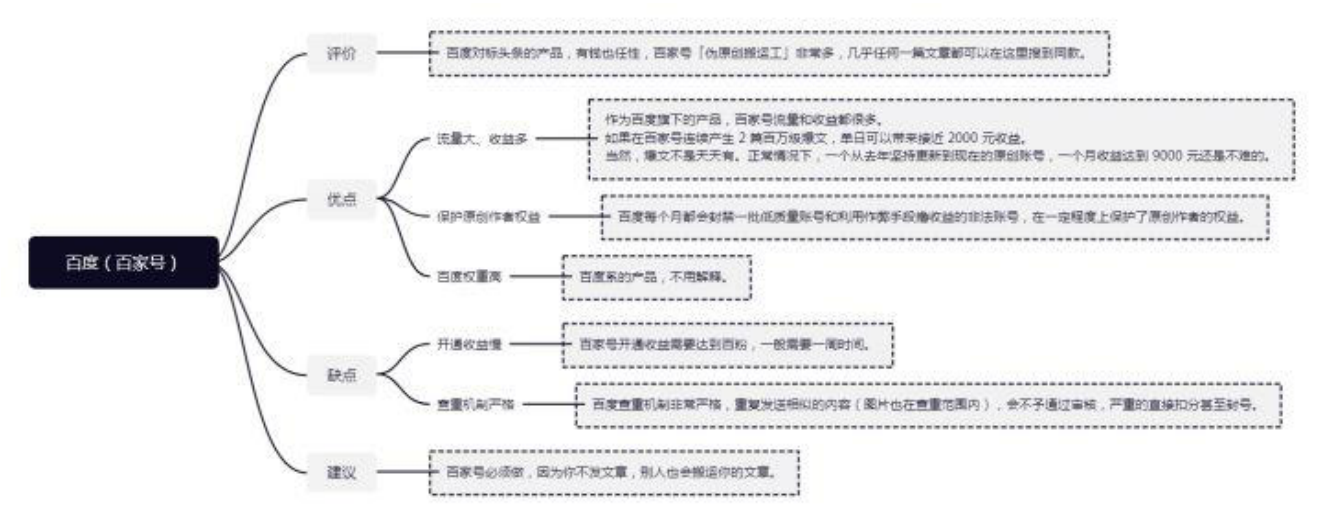 百度（百家号）
评价
百度对标头条的产品，有钱也任性，百家号「伪原创搬运工」非常多，几乎任何一篇文章都可以在这里搜到同款。
优点
流量大、收益多
作为百度旗下的产品，百家号流量和收益都很多。
如果在百家号连续产生 2 篇百万级爆文，单日可以带来接近 2000 元收益。
当然，爆文不是天天有。正常情况下，一个从去年坚持更新到现在的原创账号，一个月收益达到 9000 元还是不难的。
保护原创作者权益
百度每个月都会封禁一批低质量账号和利用作弊手段撸收益的非法账号，在一定程度上保护了原创作者的权益。
百度权重高
百度系的产品，不用解释。
缺点
开通收益慢
百家号开通收益需要达到百粉，一般需要一周时间。
查重机制严格
百度查重机制非常严格，重复发送相似的内容（图片也在查重范围内），会不予通过审核，严重的直接扣分甚至封号。
建议
百家号必须做，因为你不发文章，别人也会搬运你的文章。